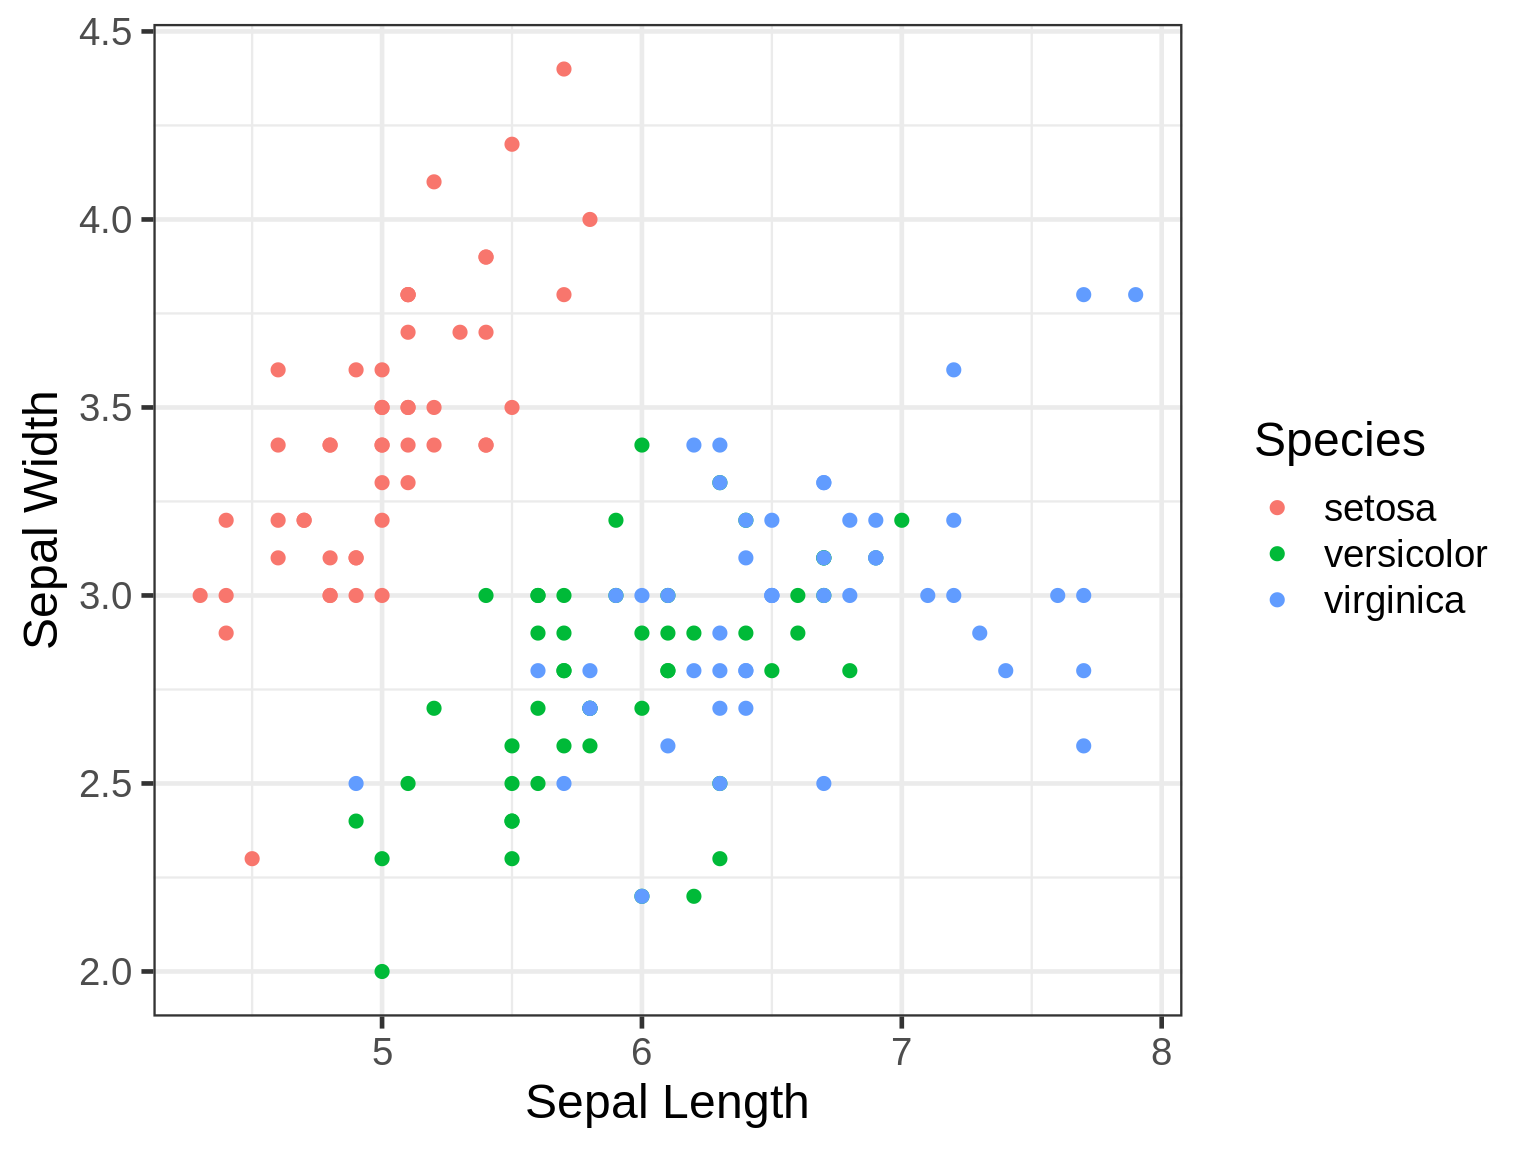 4.5
4.0
3.5
3.0
2.5
2.0
Sepal Width
5 6 7 8
Sepal Length
Species
setosa
versicolor
virginica